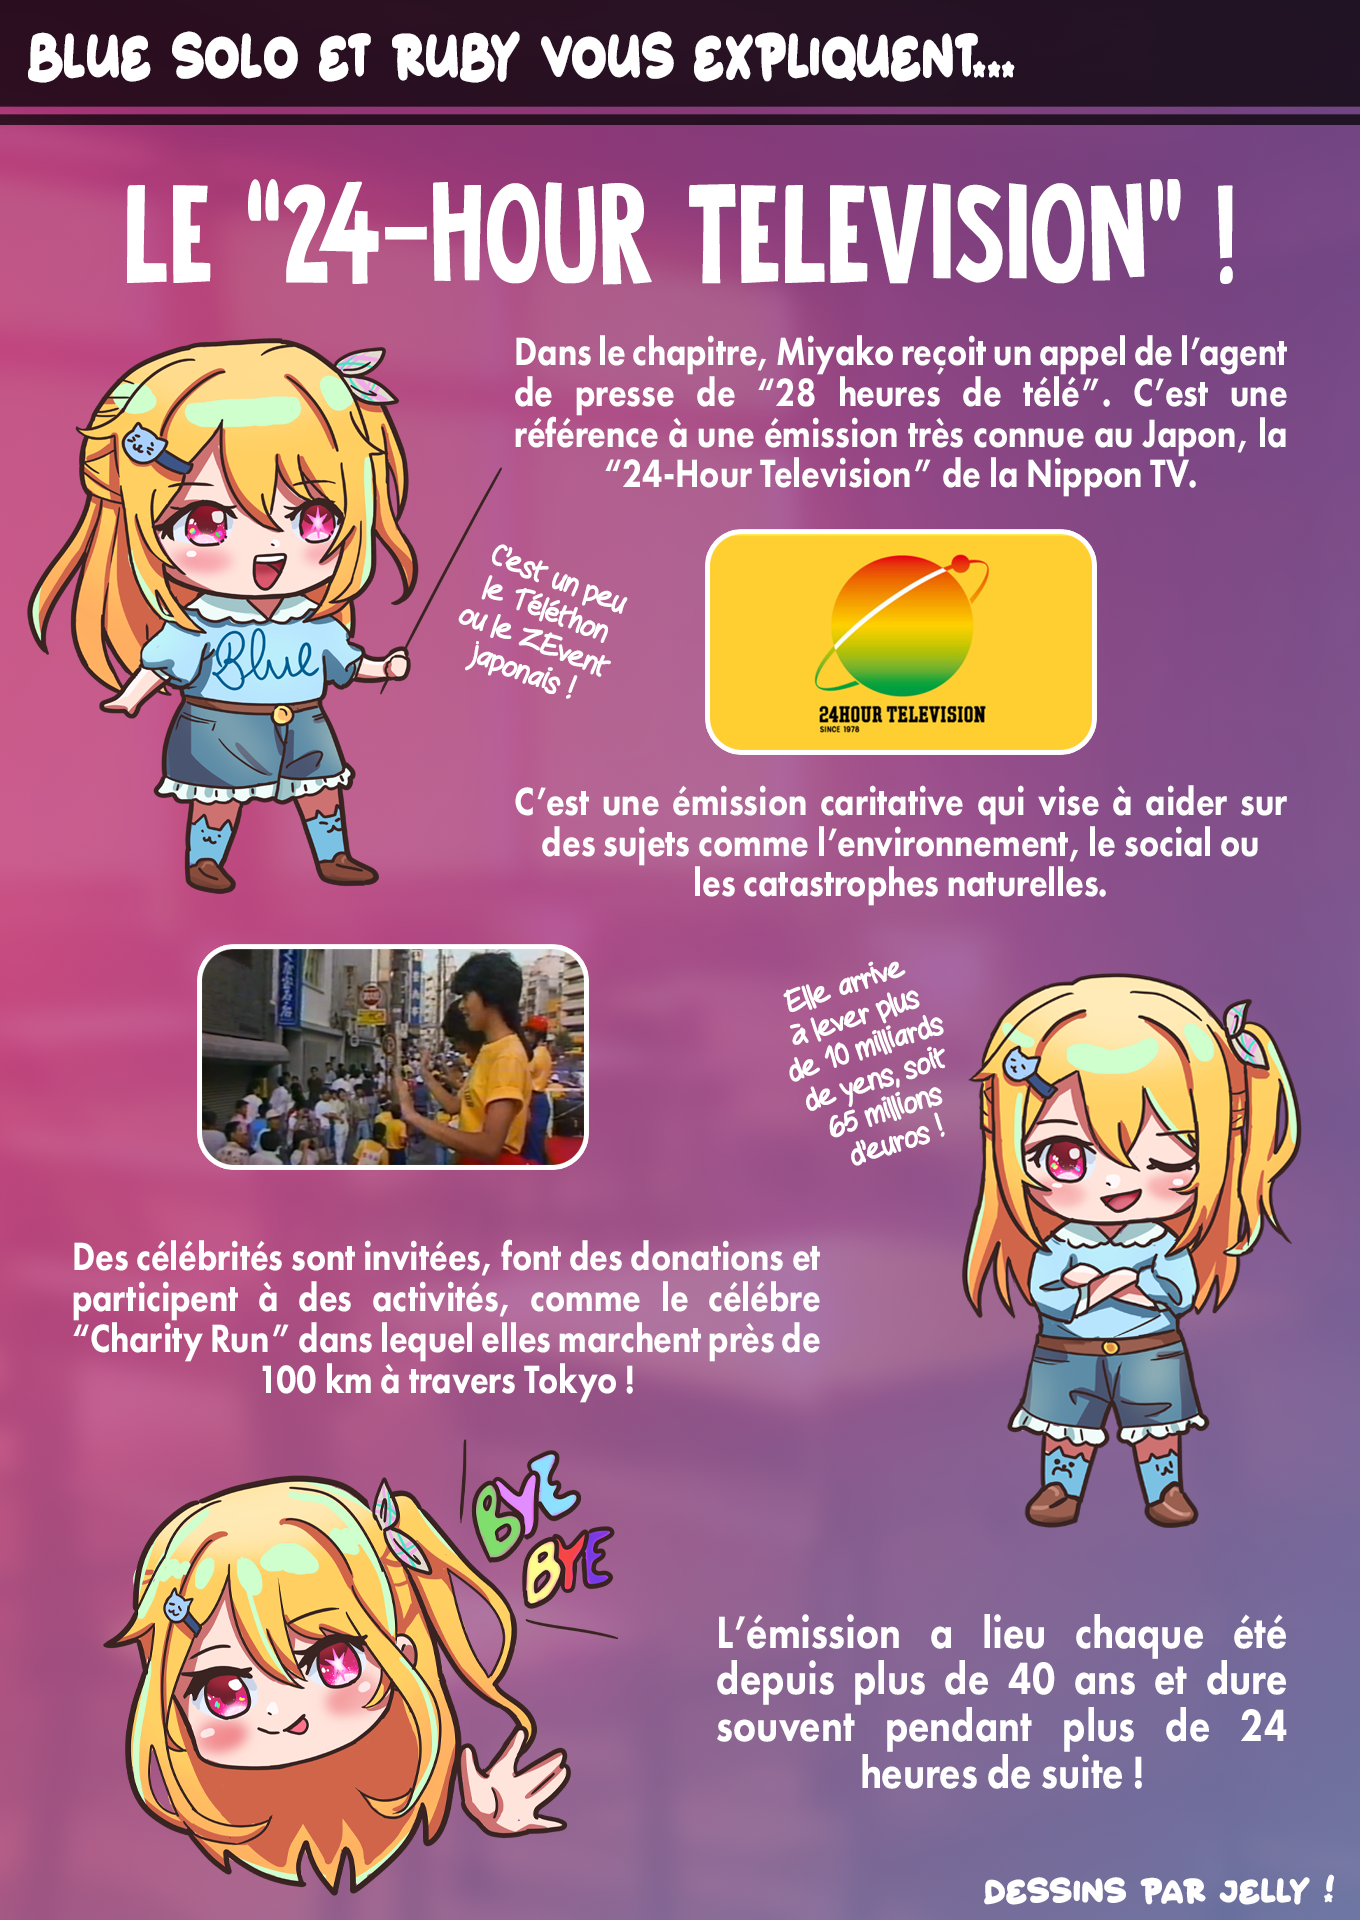 BLUE SOLO ET RUBY VOUS EXPLIQUENT...
LE “24-HOUR TELEVISION” !
Dans le chapitre, Miyako reçoit un appel de l’agent
de presse de “28 heures de télé”. C’est une
référence à une émission très connue au Japon, la
“24-Hour Television” de la Nippon TV.
C'est un peu
le Téléthon
ou le ZEvent
japonais !
Blue
24HOUR TELEVISION
SINCE 1978
C’est une émission caritative qui vise à aider sur
des sujets comme l’environnement, le social ou
les catastrophes naturelles.
Elle arrive
à lever plus
de 10 milliards
de yens, soit
65 millions
d'euros !
Des célébrités sont invitées, font des donations et
participent à des activités, comme le célébre
“Charity Run” dans lequel elles marchent près de
100 km à travers Tokyo !
BYE
BYE
L’émission a lieu chaque été
depuis plus de 40 ans et dure
souvent pendant plus de 24
heures de suite !
DESSINS PAR JELLY !